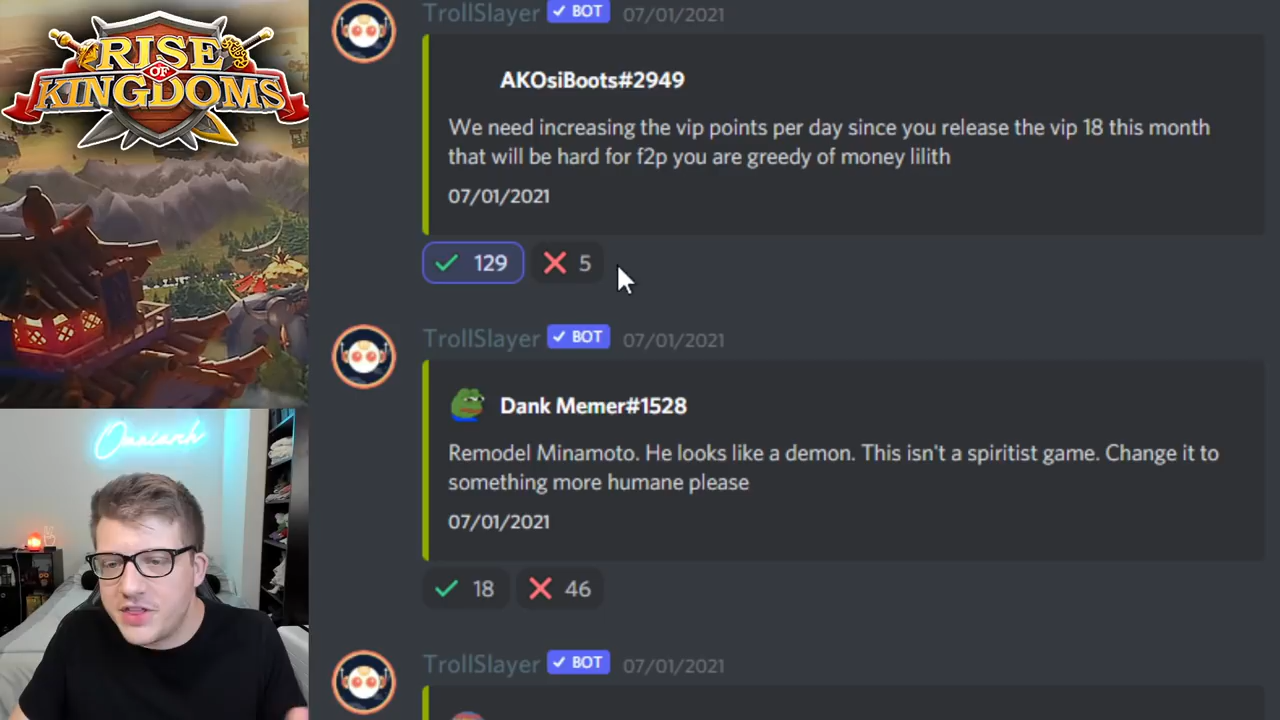 RISE
OF
KINGDOMS
Omniarch
TrollSlayer ✓ BOT 07/01/2021
AKOsiBoots#2949
We need increasing the vip points per day since you release the vip 18 this month
that will be hard for f2p you are greedy of money lilith
07/01/2021
129 5
TrollSlayer ✓ BOT 07/01/2021
Dank Memer#1528
Remodel Minamoto. He looks like a demon. This isn't a spiritist game. Change it to
something more humane please
07/01/2021
18 46
TrollSlayer ✓ BOT 07/01/2021